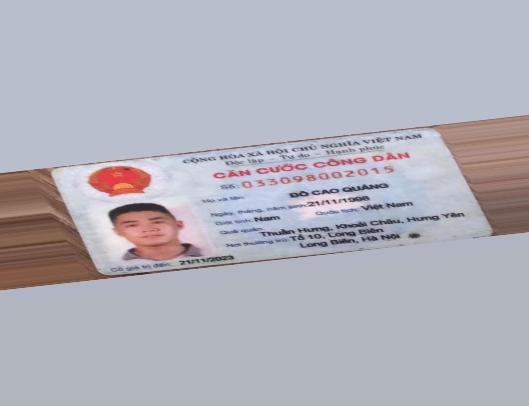 CỘNG HÒA XÃ HỘI CHỦ NGHĨA VIỆT NAM
Độc lập - Tự do - Hạnh phúc
CĂN CƯỚC CÔNG DÂN
Số 033098002015
Họ và tên ĐỖ CAO QUẢNG
Ngày, tháng, năm sinh 21/11/1998
Giới tính Nam Quốc tịch Việt Nam
Quê quán Thuần Hưng, Khoái Châu, Hưng Yên
Nơi thường trú Tổ 10, Long Biên
Long Biên, Hà Nội
Có giá trị đến: 21/11/2023